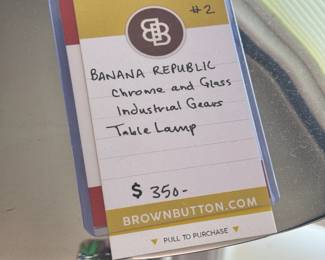 #2
BB
BANANA REPUBLIC
Chrome and Glass
Industrial Gears
Table Lamp
$ 350-
BROWNBUTTON.COM
▼ PULL TO PURCHASE ▼